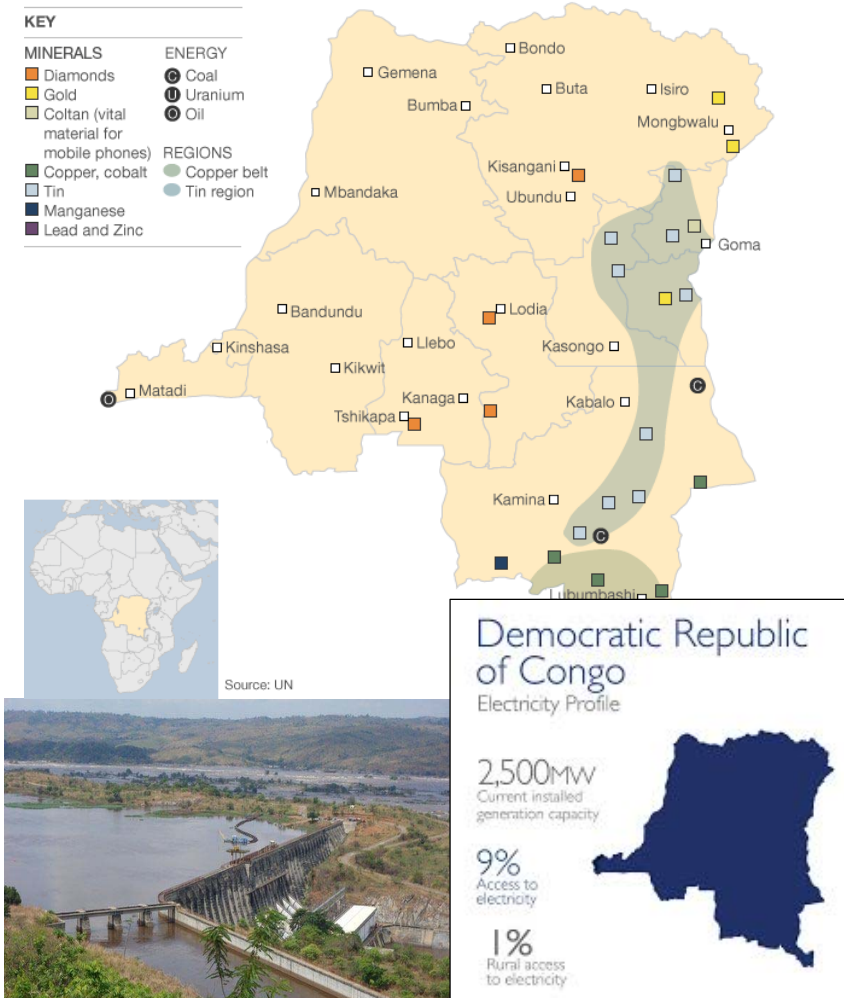 KEY
MINERALS
Diamonds
Gold
Coltan (vital
material for
mobile phones)
Copper, cobalt
Tin
Manganese
Lead and Zinc
ENERGY
C Coal
U Uranium
O Oil
REGIONS
Copper belt
Tin region
Bondo
Gemena
Buta
Isiro
Bumba
Mongbwalu
Kisangani
Ubundu
Mbandaka
Goma
Bandundu
Lodia
Kinshasa
Llebo
Kasongo
Kikwit
O
Matadi
Kanaga
Kabalo
C
Tshikapa
Kamina
C
Lubumbashi
Source: UN
Democratic Republic
of Congo
Electricity Profile
2,500MW
Current installed
generation capacity
9%
Access to
electricity
1%
Rural access
to electricity